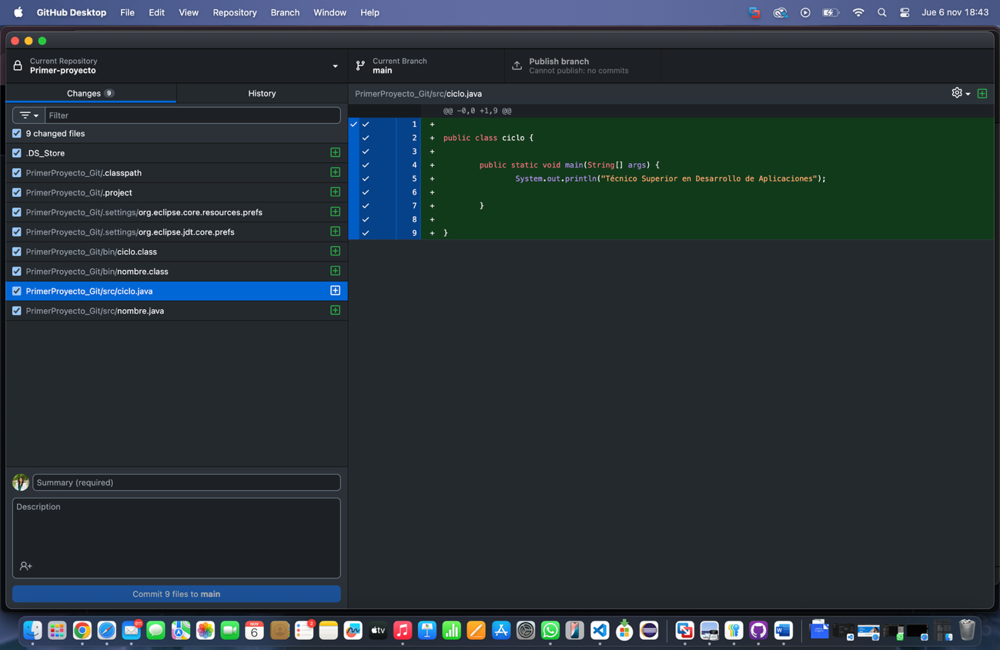 GitHub Desktop File Edit View Repository Branch Window Help Jue 6 nov 18:43
Current Repository
Primer-proyecto
Current Branch
main
Publish branch
Cannot publish: no commits
Changes 9
History
PrimerProyecto_Git/src/ciclo.java
Filter
9 changed files
.DS_Store
PrimerProyecto_Git/.classpath
PrimerProyecto_Git/.project
PrimerProyecto_Git/.settings/org.eclipse.core.resources.prefs
PrimerProyecto_Git/.settings/org.eclipse.jdt.core.prefs
PrimerProyecto_Git/bin/ciclo.class
PrimerProyecto_Git/bin/nombre.class
PrimerProyecto_Git/src/ciclo.java
PrimerProyecto_Git/src/nombre.java
@@ -0,0 +1,9 @@
1 +
2 + public class ciclo {
3 +
4 + public static void main(String[] args) {
5 + System.out.println("Técnico Superior en Desarrollo de Aplicaciones");
6 +
7 + }
8 +
9 + }
Summary (required)
Description
Commit 9 files to main
611
NOV
6
2
tv